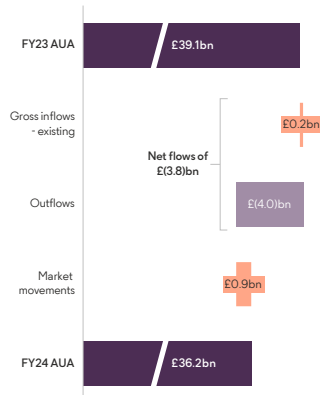 FY23 AUA
£39.1bn
Gross inflows
- existing
£0.2bn
Net flows of
£(3.8)bn
Outflows
£(4.0)bn
Market
movements
£0.9bn
FY24 AUA
£36.2bn